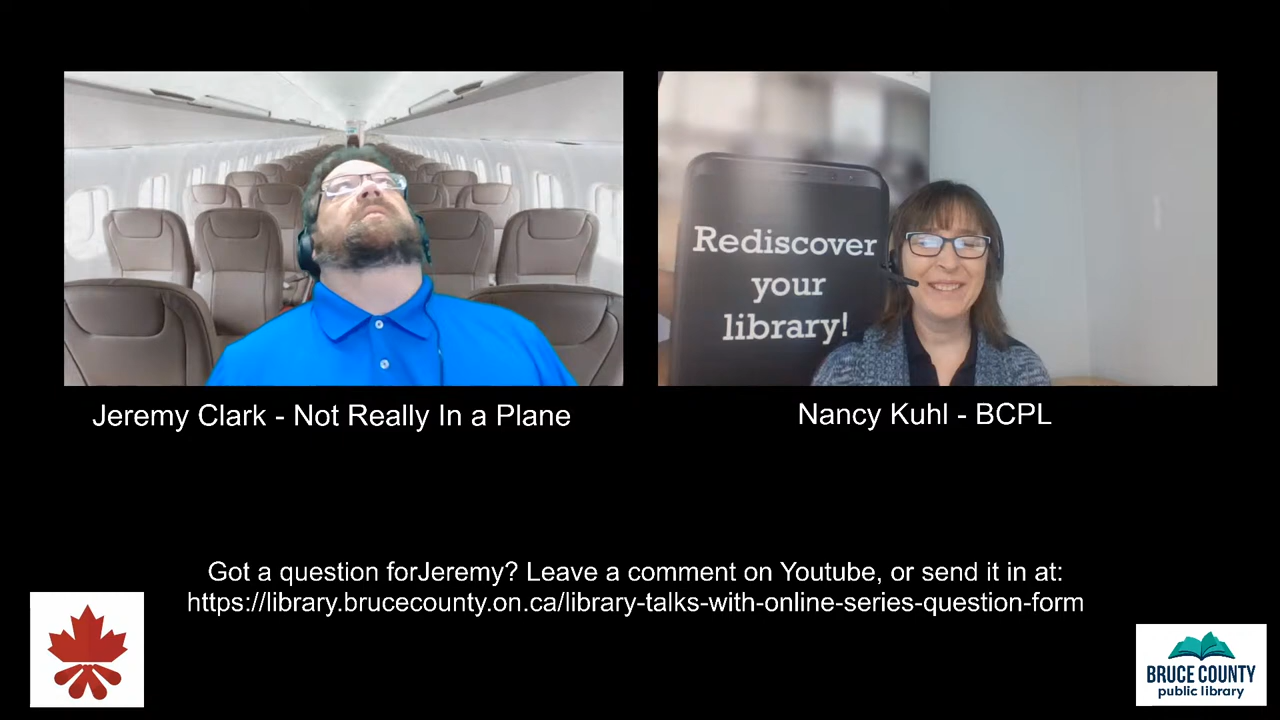 Rediscover
your
library!
Jeremy Clark - Not Really In a Plane
Nancy Kuhl - BCPL
Got a question forJeremy? Leave a comment on Youtube, or send it in at:
https://library.brucecounty.on.ca/library-talks-with-online-series-question-form
BRUCE COUNTY
public library